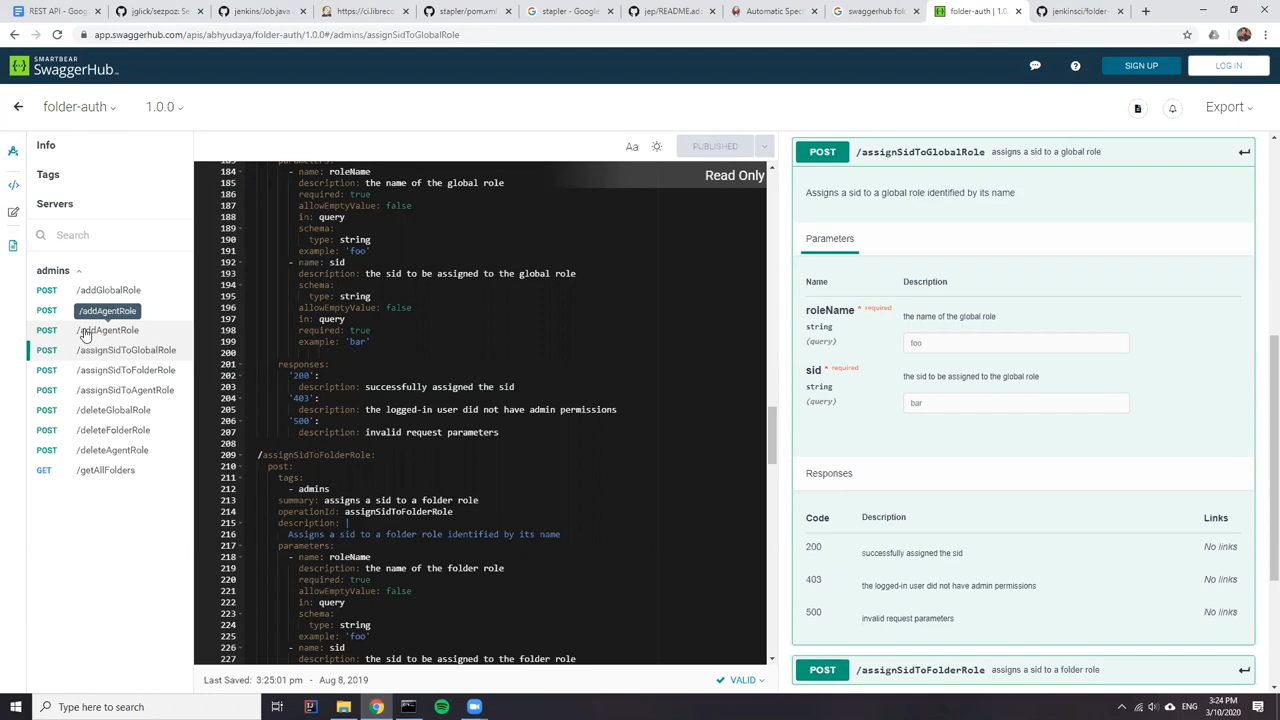 REST API - Goog
jglick/packed-se
jenkins/Job.java
https://ci.librecc
stapler/pom.xml
stapler - Google
jep/README.ad
Automatic Speci
swaggerhub fol
folder-auth | 1.0
jenkinsci/folder-
app.swaggerhub.com/apis/abhyudaya/folder-auth/1.0.0#/admins/assignSidToGlobalRole
SMARTBEAR
SwaggerHub
SIGN UP
LOG IN
folder-auth
1.0.0
Export
Info
Tags
Servers
Search
admins
POST /addGlobalRole
POST /addAgentRole
POST /addAgentRole
POST /assignSidToGlobalRole
POST /assignSidToFolderRole
POST /assignSidToAgentRole
POST /deleteGlobalRole
POST /deleteFolderRole
POST /deleteAgentRole
GET /getAllFolders
Aa
PUBLISHED
Read Only
183 parameters:
184 - name: roleName
185 description: the name of the global role
186 required: true
187 allowEmptyValue: false
188 in: query
189 schema:
190 type: string
191 example: 'foo'
192 - name: sid
193 description: the sid to be assigned to the global role
194 schema:
195 type: string
196 allowEmptyValue: false
197 in: query
198 required: true
199 example: 'bar'
200
201 responses:
202 '200':
203 description: successfully assigned the sid
204 '403':
205 description: the logged-in user did not have admin permissions
206 '500':
207 description: invalid request parameters
208
209 /assignSidToFolderRole:
210 post:
211 tags:
212 - admins
213 summary: assigns a sid to a folder role
214 operationId: assignSidToFolderRole
215 description: |
216 Assigns a sid to a folder role identified by its name
217 parameters:
218 - name: roleName
219 description: the name of the folder role
220 required: true
221 allowEmptyValue: false
222 in: query
223 schema:
224 type: string
225 example: 'foo'
226 - name: sid
227 description: the sid to be assigned to the folder role
Last Saved: 3:25:01 pm - Aug 8, 2019
VALID
POST /assignSidToGlobalRole assigns a sid to a global role
Assigns a sid to a global role identified by its name
Parameters
Name Description
roleName * required
string
(query)
the name of the global role
foo
sid * required
string
(query)
the sid to be assigned to the global role
bar
Responses
Code Description Links
200 successfully assigned the sid No links
403 the logged-in user did not have admin permissions No links
500 invalid request parameters No links
POST /assignSidToFolderRole assigns a sid to a folder role
Type here to search
ENG
3:24 PM
3/10/2020